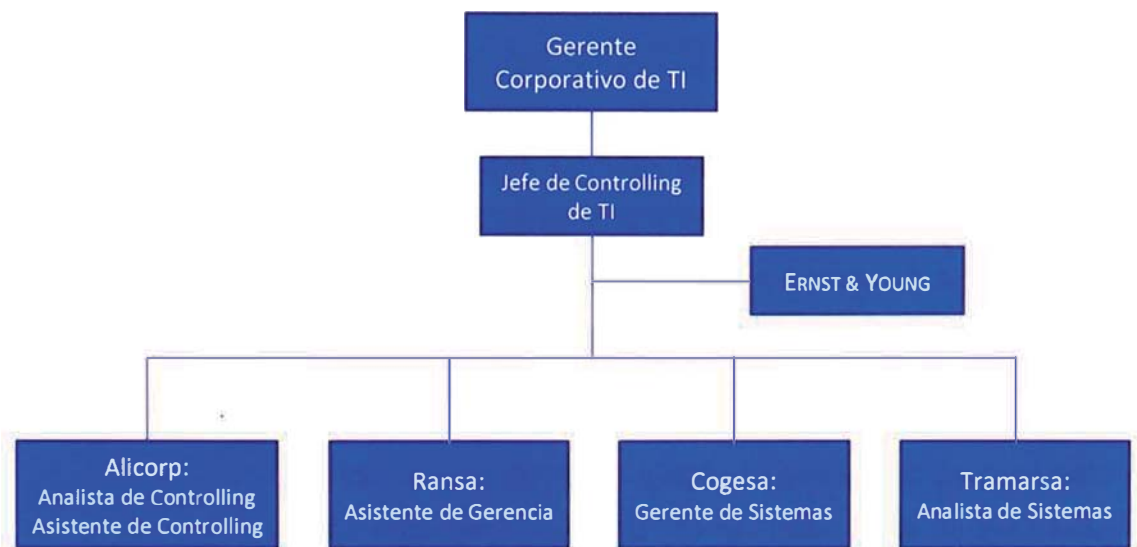 Gerente
Corporativo de TI
Jefe de Controlling
de TI
ERNST & YOUNG
Alicorp:
Analista de Controlling
Asistente de Controlling
Ransa:
Asistente de Gerencia
Cogesa:
Gerente de Sistemas
Tramarsa:
Analista de Sistemas